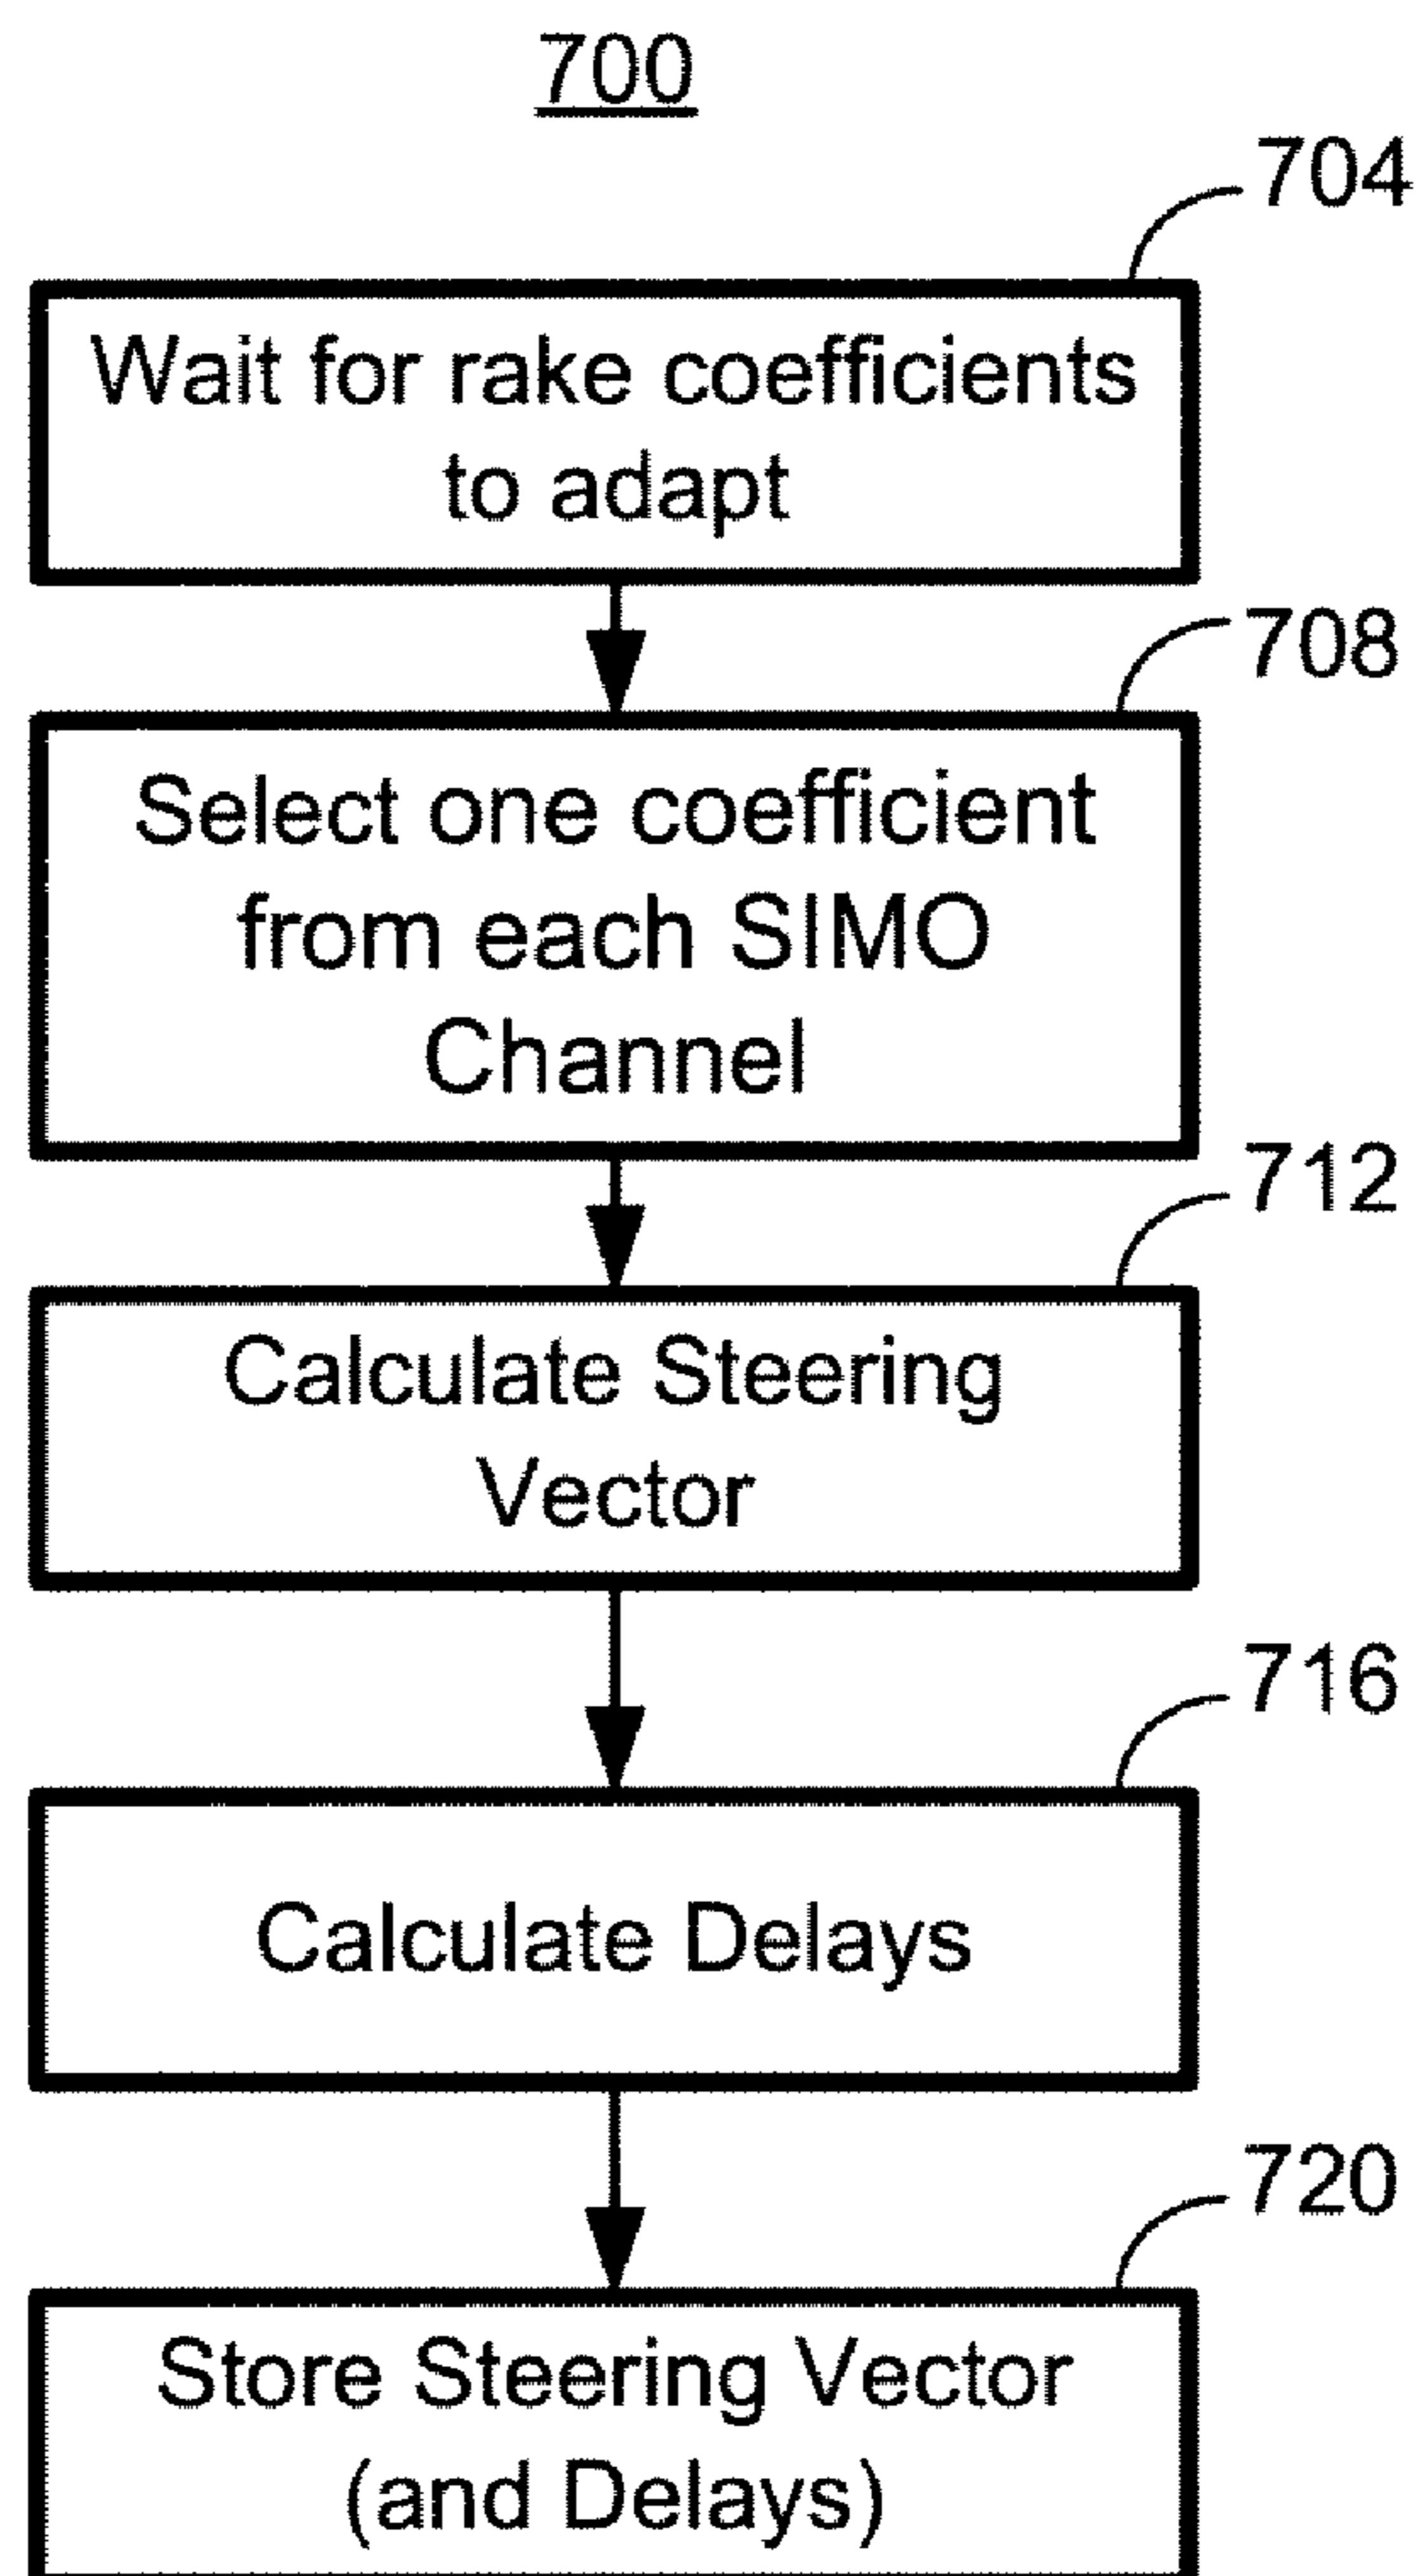 700
704
Wait for rake coefficients
to adapt
708
Select one coefficient
from each SIMO
Channel
712
Calculate Steering
Vector
716
Calculate Delays
720
Store Steering Vector
(and Delays)